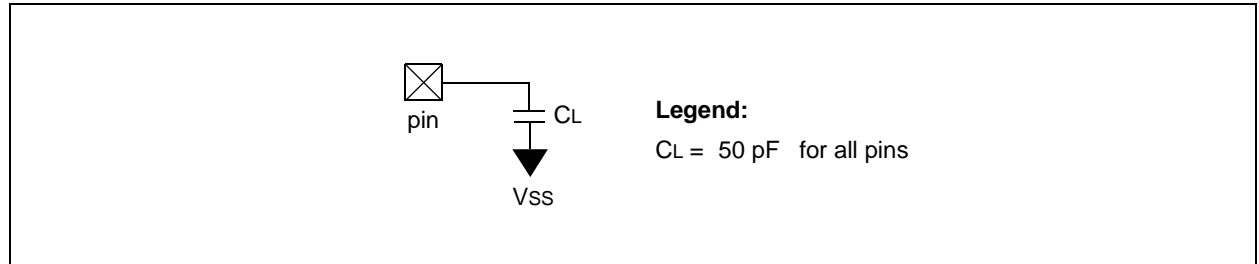 pin
CL
Legend:
CL = 50 pF for all pins
VSS